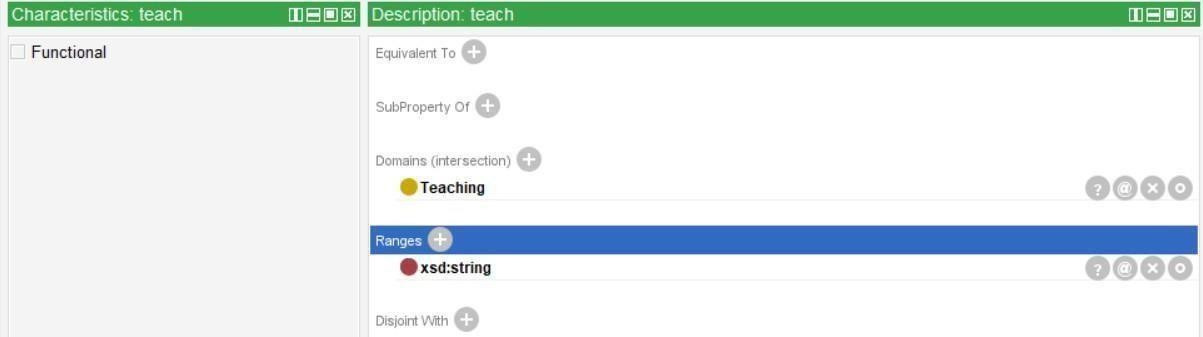 Characteristics: teach
Description: teach
Functional
Equivalent To
SubProperty Of
Domains (intersection)
Teaching
? @
Ranges
xsd:string
? @
Disjoint With